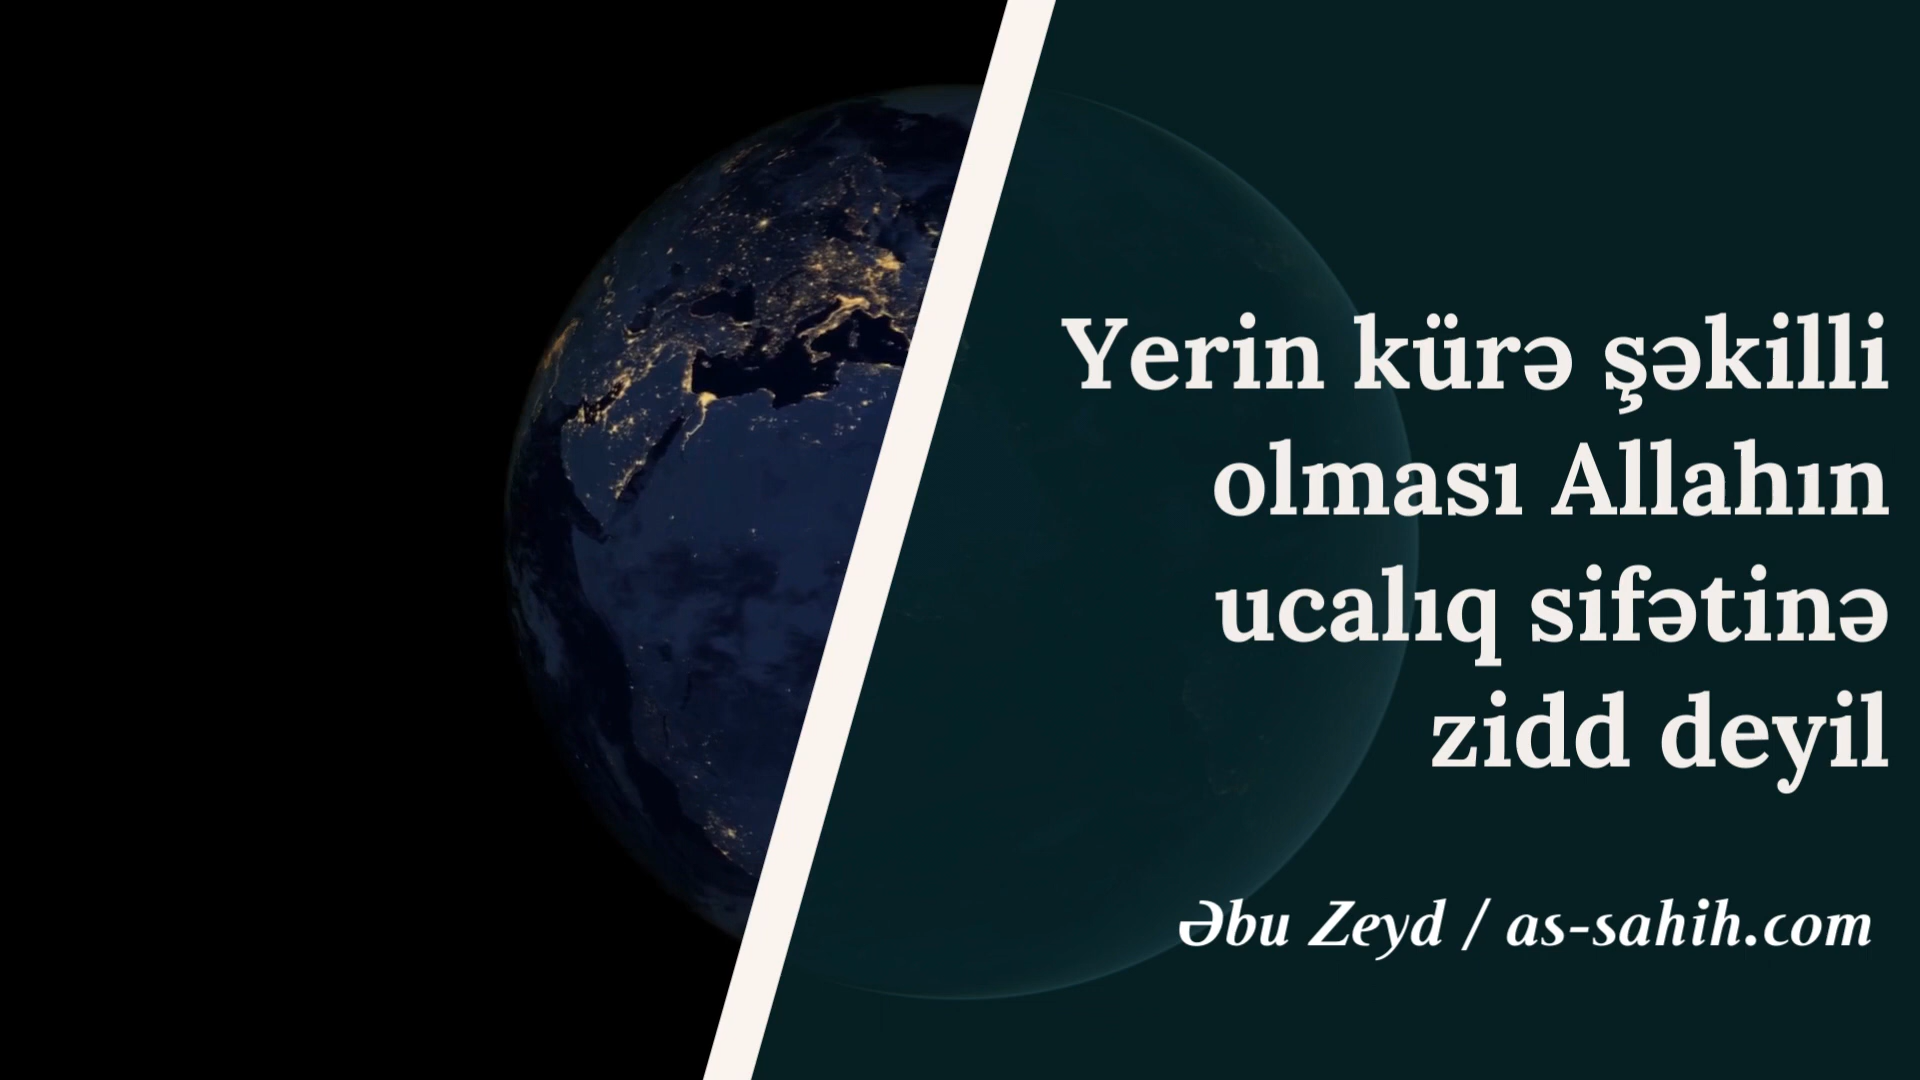 Yerin kürə şəkilli
olması Allahın
ucalıq sifətinə
zidd deyil
Əbu Zeyd / as-sahih.com